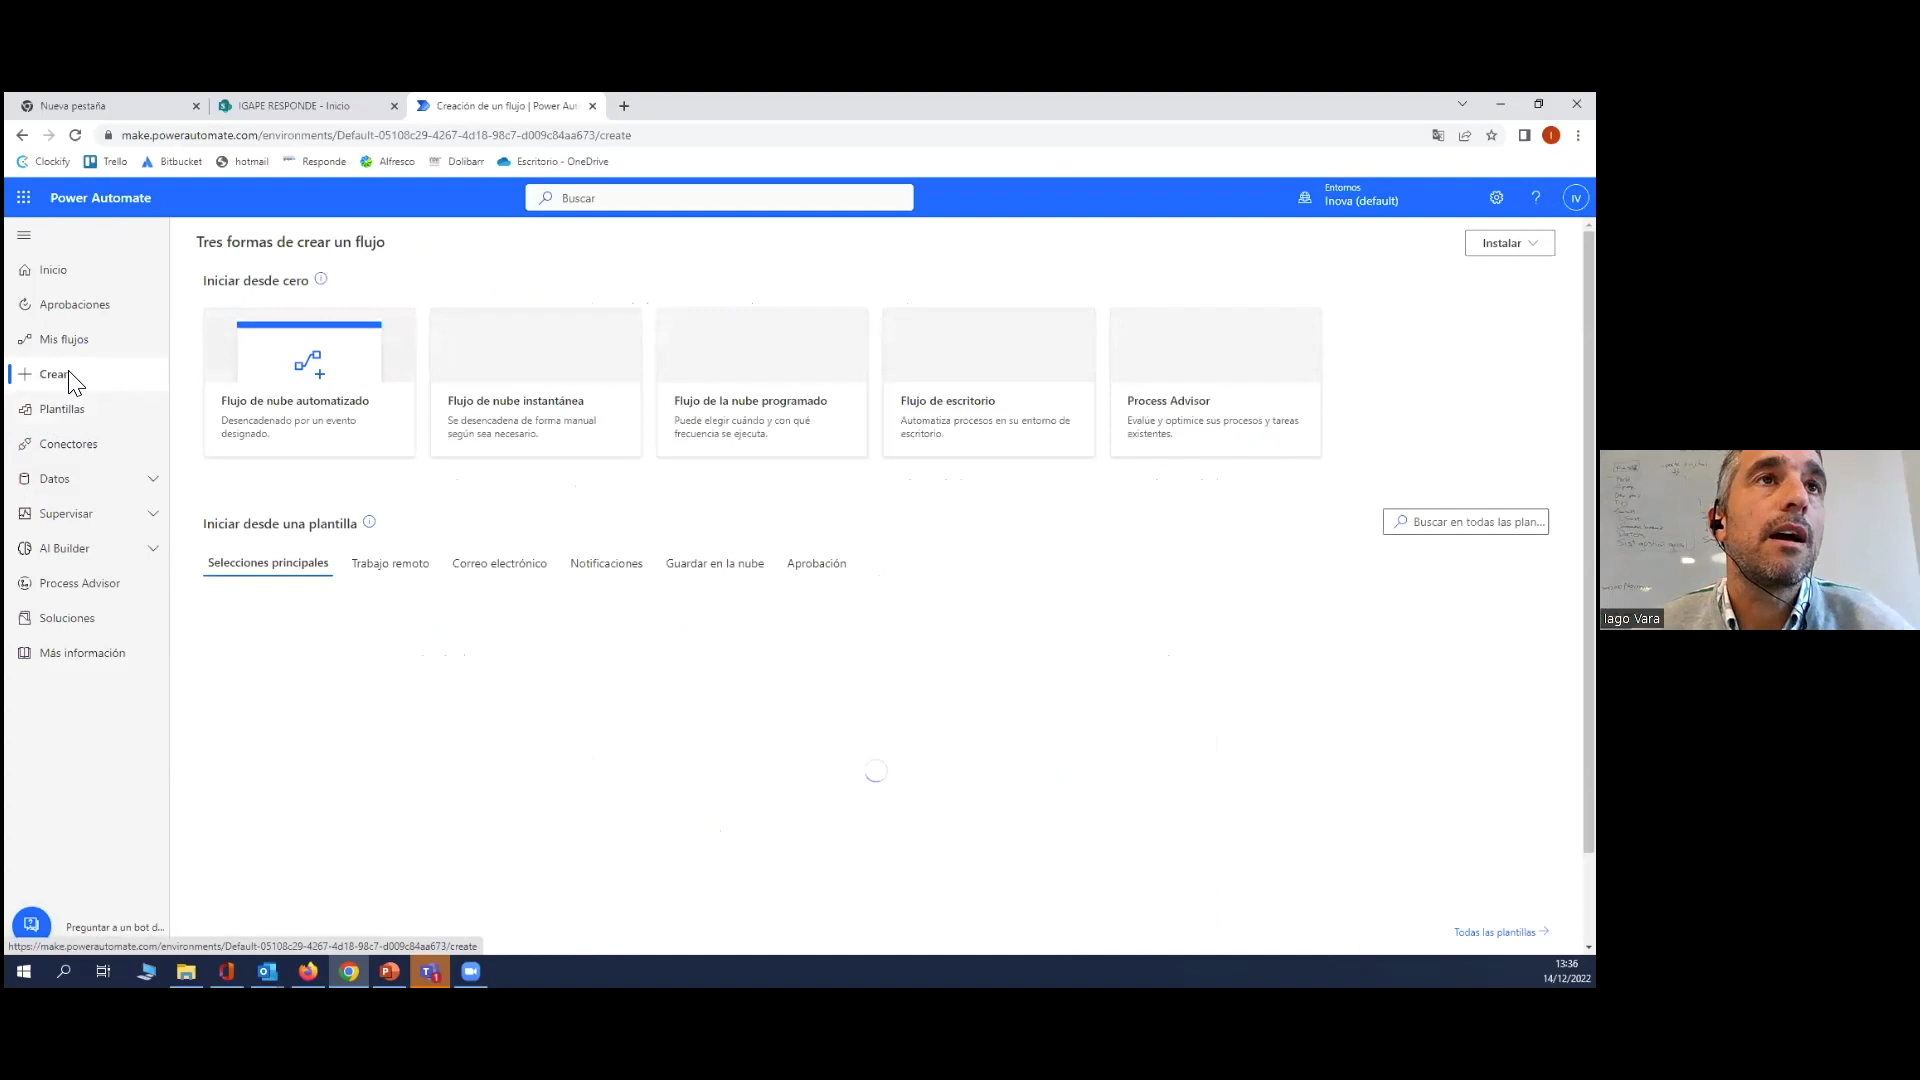 Nueva pestaña
IGAPE RESPONDE - Inicio
Creación de un flujo | Power Aut
make.powerautomate.com/environments/Default-05108c29-4267-4d18-98c7-d009c84aa673/create
Clockify
Trello
Bitbucket
hotmail
Responde
Alfresco
Dolibarr
Escritorio - OneDrive
Power Automate
Buscar
Entornos
Inova (default)
IV
Inicio
Aprobaciones
Mis flujos
Crear
Plantillas
Conectores
Datos
Supervisar
AI Builder
Process Advisor
Soluciones
Más información
Preguntar a un bot d...
Tres formas de crear un flujo
Instalar
Iniciar desde cero
Flujo de nube automatizado
Desencadenado por un evento
designado.
Flujo de nube instantánea
Se desencadena de forma manual
según sea necesario.
Flujo de la nube programado
Puede elegir cuándo y con qué
frecuencia se ejecuta.
Flujo de escritorio
Automatiza procesos en su entorno de
escritorio.
Process Advisor
Evalúe y optimice sus procesos y tareas
existentes.
Iniciar desde una plantilla
Buscar en todas las plan...
Selecciones principales
Trabajo remoto
Correo electrónico
Notificaciones
Guardar en la nube
Aprobación
Todas las plantillas
https://make.powerautomate.com/environments/Default-05108c29-4267-4d18-98c7-d009c84aa673/create
13:36
14/12/2022
Iago Vara